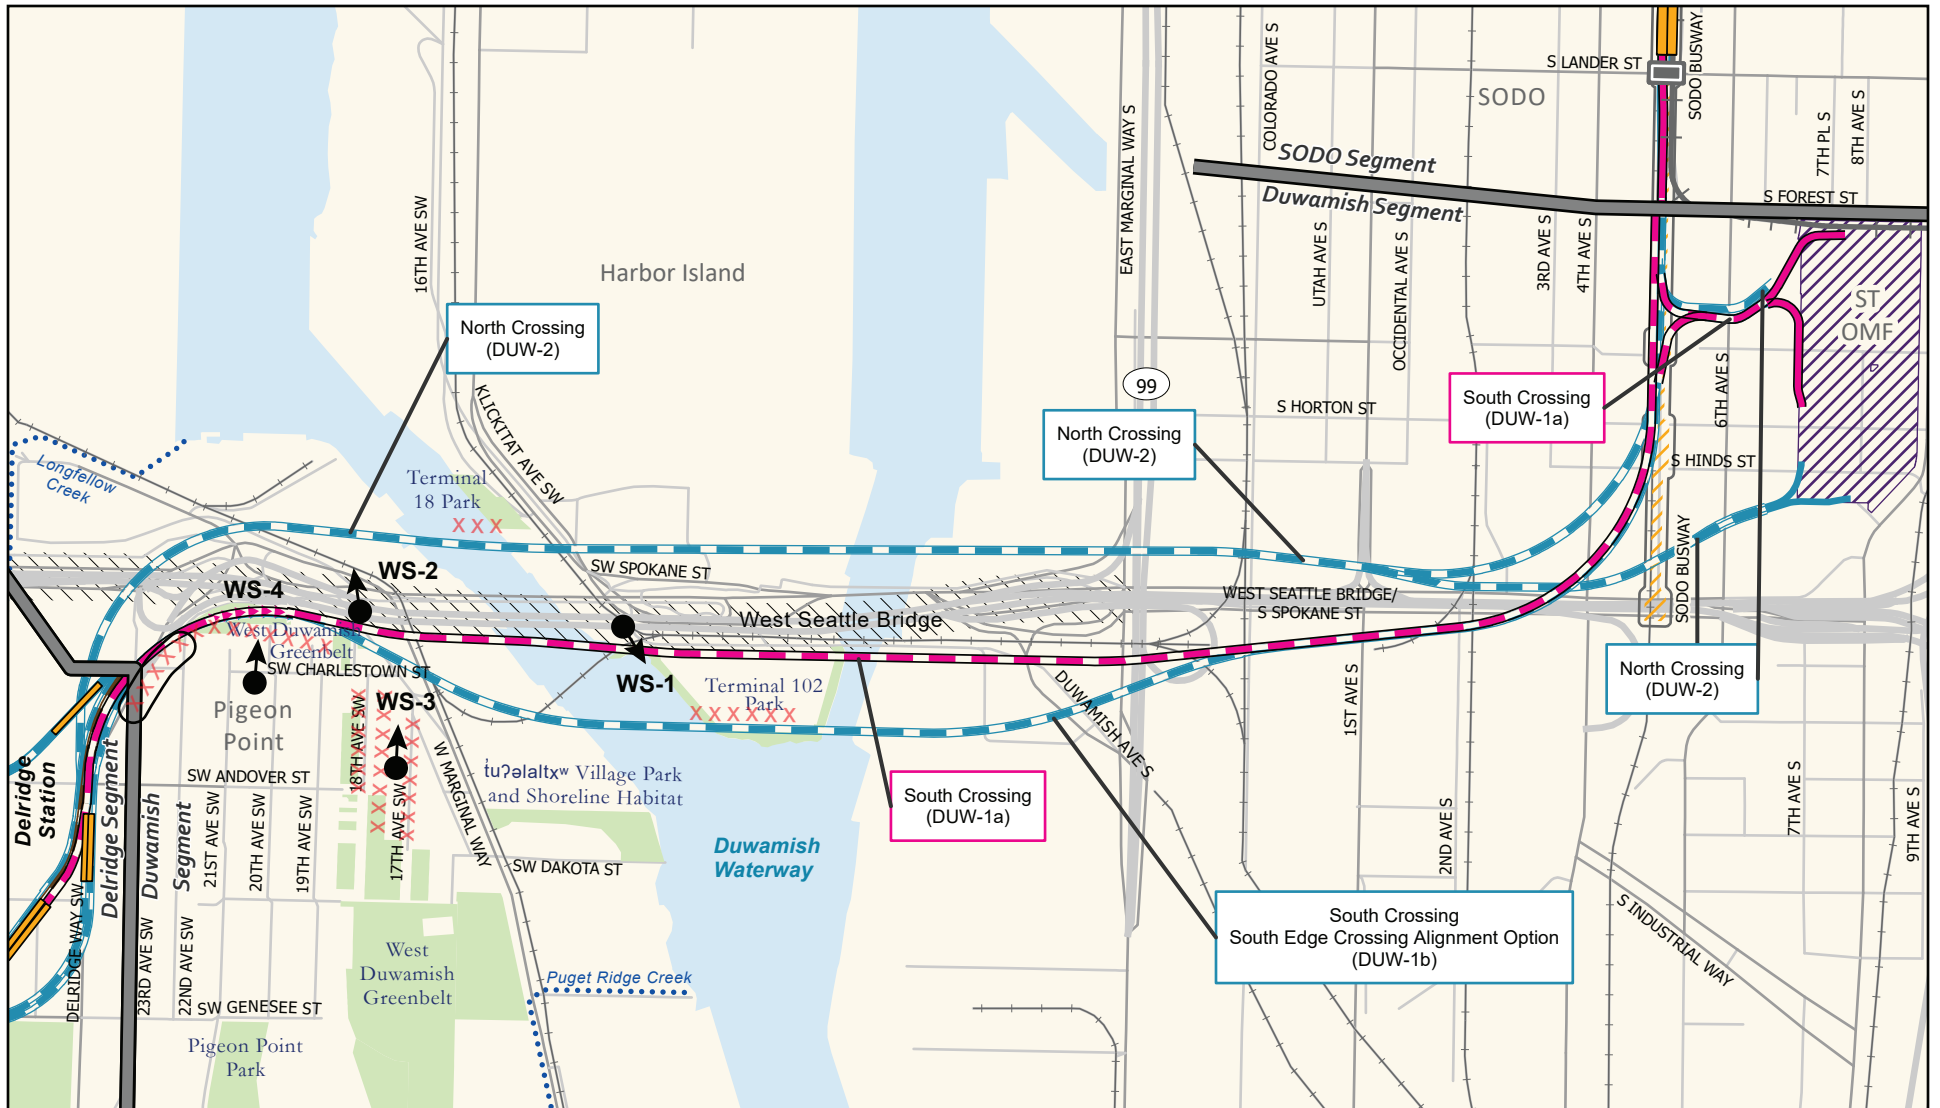 S LANDER ST
SODO BUSWAY
SODO
COLORADO AVE S
EAST MARGINAL WAY S
7TH PL S
8TH AVE S
SODO Segment
Duwamish Segment
S FOREST ST
16TH AVE SW
Harbor Island
UTAH AVE S
OCCIDENTAL AVE S
3RD AVE S
4TH AVE S
ST
OMF
North Crossing
(DUW-2)
99
6TH AVE S
South Crossing
(DUW-1a)
KLICKITAT AVE SW
S HORTON ST
North Crossing
(DUW-2)
S HINDS ST
Longfellow
Creek
Terminal
18 Park
X X X
SODO BUSWAY
WS-2
SW SPOKANE ST
WS-4
WEST SEATTLE BRIDGE/
S SPOKANE ST
West Seattle Bridge
West Duwamish
Greenbelt
SW CHARLESTOWN ST
WS-1
Terminal 102
Park
X X X X X X
North Crossing
(DUW-2)
DUWAMISH AVE S
1ST AVE S
WS-3
Pigeon
Point
18TH AVE SW
W MARGINAL WAY
SW ANDOVER ST
t̓uʔəlaltxʷ Village Park
and Shoreline Habitat
South Crossing
(DUW-1a)
Delridge
Station
Delridge Segment
Duwamish
Segment
21ST AVE SW
20TH AVE SW
19TH AVE SW
17TH AVE SW
2ND AVE S
7TH AVE S
9TH AVE S
Duwamish
Waterway
SW DAKOTA ST
South Crossing
South Edge Crossing Alignment Option
(DUW-1b)
S INDUSTRIAL WAY
DELRIDGE WAY SW
23RD AVE SW
22ND AVE SW
West
Duwamish
Greenbelt
Puget Ridge Creek
SW GENESEE ST
Pigeon Point
Park